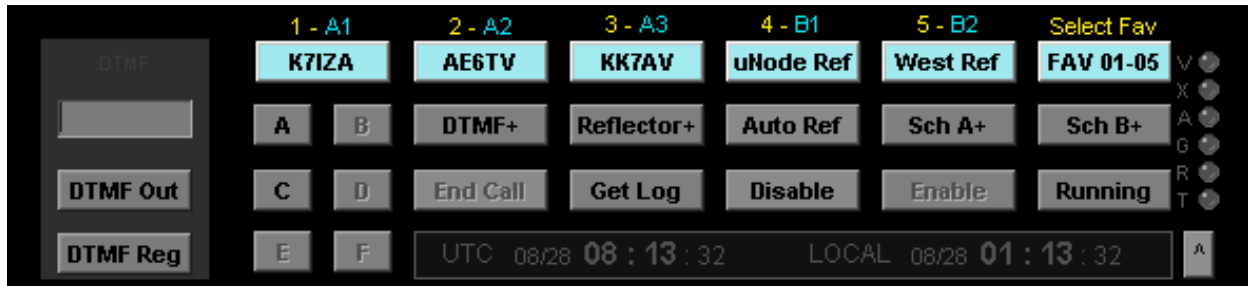 1 - A1 2 - A2 3 - A3 4 - B1 5 - B2 Select Fav
DTMF K7IZA AE6TV KK7AV uNode Ref West Ref FAV 01-05 V
X
A B DTMF+ Reflector+ Auto Ref Sch A+ Sch B+ A
G
DTMF Out C D End Call Get Log Disable Enable Running R
T
DTMF Reg E F UTC 08/28 08 : 13 : 32 LOCAL 08/28 01 : 13 : 32 ^